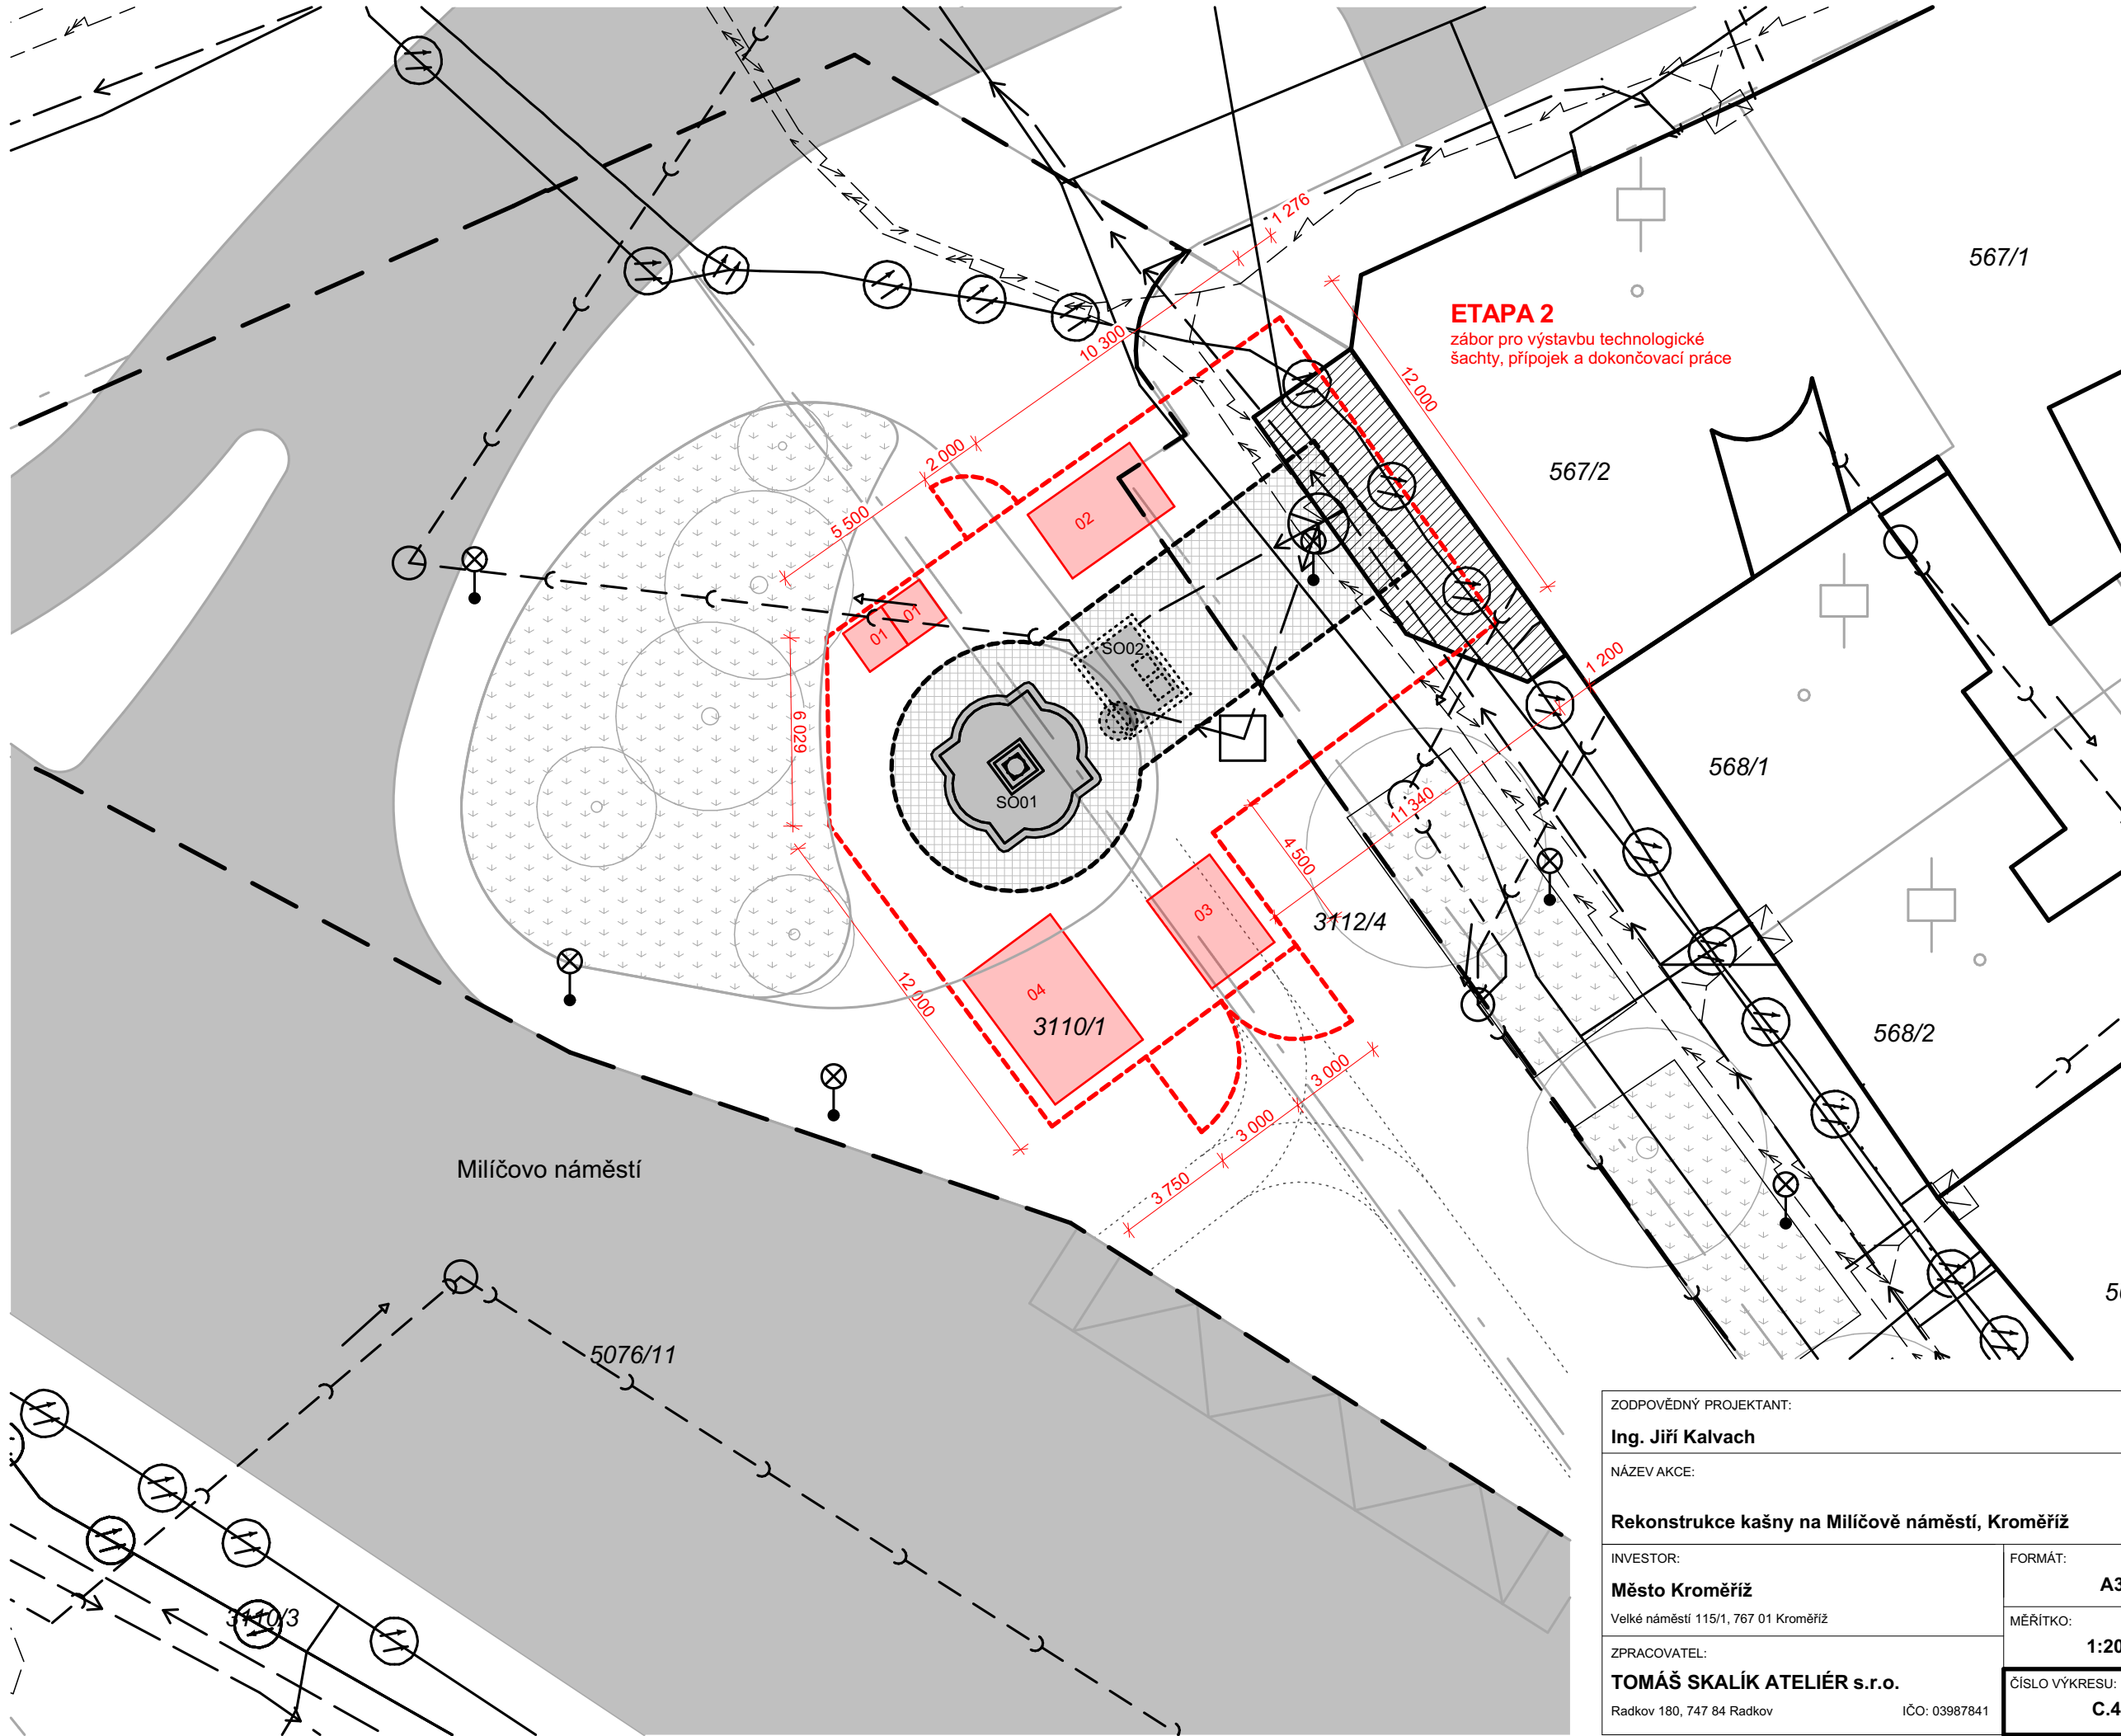 1 276
567/1
ETAPA 2
zábor pro výstavbu technologické
šachty, přípojek a dokončovací práce
10 300
12 000
2 000
567/2
5 500
02
01
01
SO02
1 200
6 029
568/1
SO01
11 340
4 500
03
3112/4
12 000
04
3110/1
568/2
3 000
3 000
3 750
Milíčovo náměstí
5076/11
3110/3
ZODPOVĚDNÝ PROJEKTANT:
Ing. Jiří Kalvach
NÁZEV AKCE:
Rekonstrukce kašny na Milíčově náměstí, Kroměříž
INVESTOR:
Město Kroměříž
Velké náměstí 115/1, 767 01 Kroměříž
FORMÁT:
A3
MĚŘÍTKO:
1:20
ZPRACOVATEL:
TOMÁŠ SKALÍK ATELIÉR s.r.o.
Radkov 180, 747 84 Radkov IČO: 03987841
ČÍSLO VÝKRESU:
C.4